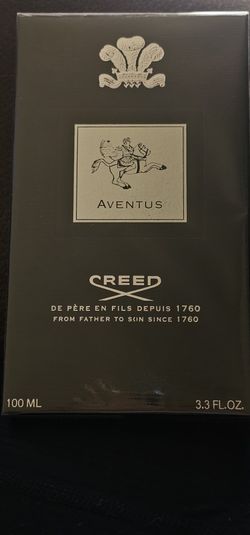 AVENTUS
CREED
DE PÈRE EN FILS DEPUIS 1760
FROM FATHER TO SON SINCE 1760
100 ML 3.3 FL.OZ.